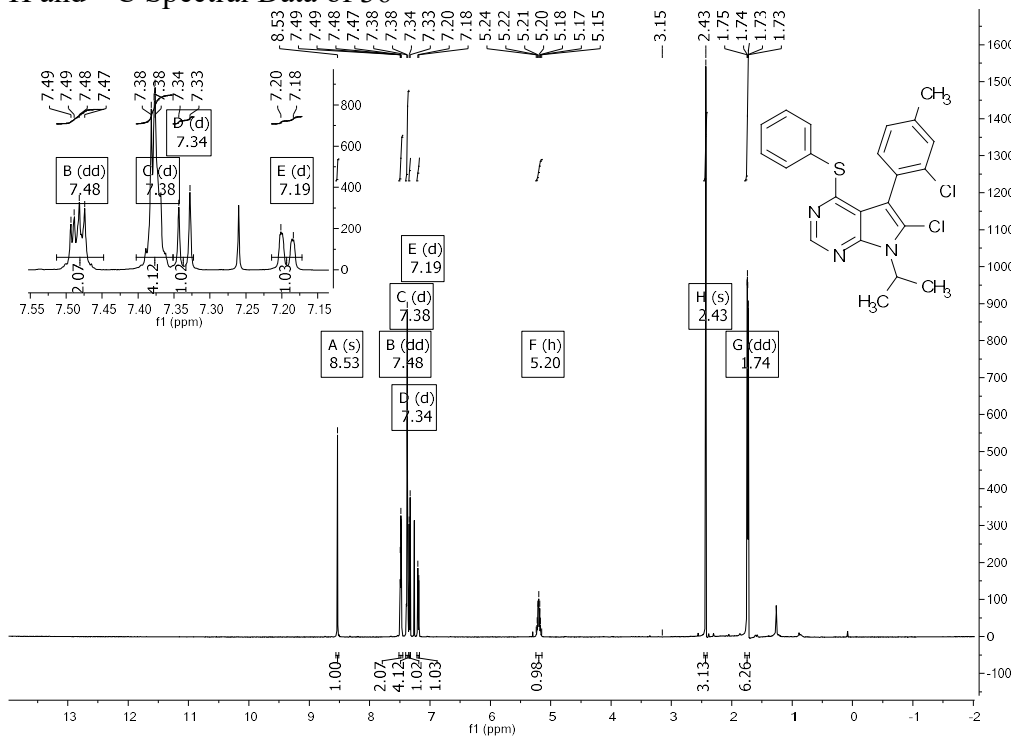 H and C Spectral Data of 30
8.53 7.49 7.49 7.48 7.47 7.38 7.38 7.34 7.33 7.20 7.18 5.24 5.22 5.21 5.20 5.18 5.17 5.15 3.15 2.43 1.75 1.74 1.73 1.73
7.49 7.49 7.48 7.47 7.38 7.38 7.34 7.33 7.20 7.18
D (d)
7.34
B (dd)
7.48
C (d)
7.38
E (d)
7.19
800
600
400
200
0
2.07 4.12 1.02 1.03
7.55 7.50 7.45 7.40 7.35 7.30 7.25 7.20 7.15
f1 (ppm)
CH3
S
Cl
N
Cl
N
N
H3C
CH3
E (d)
7.19
C (d)
7.38
H (s)
2.43
A (s)
8.53
B (dd)
7.48
F (h)
5.20
G (dd)
1.74
D (d)
7.34
1600
1500
1400
1300
1200
1100
1000
900
800
700
600
500
400
300
200
100
0
-100
1.00 2.07 4.12 1.02 1.03 0.98 3.13 6.26
13 12 11 10 9 8 7 6 5 4 3 2 1 0 -1 -2
f1 (ppm)